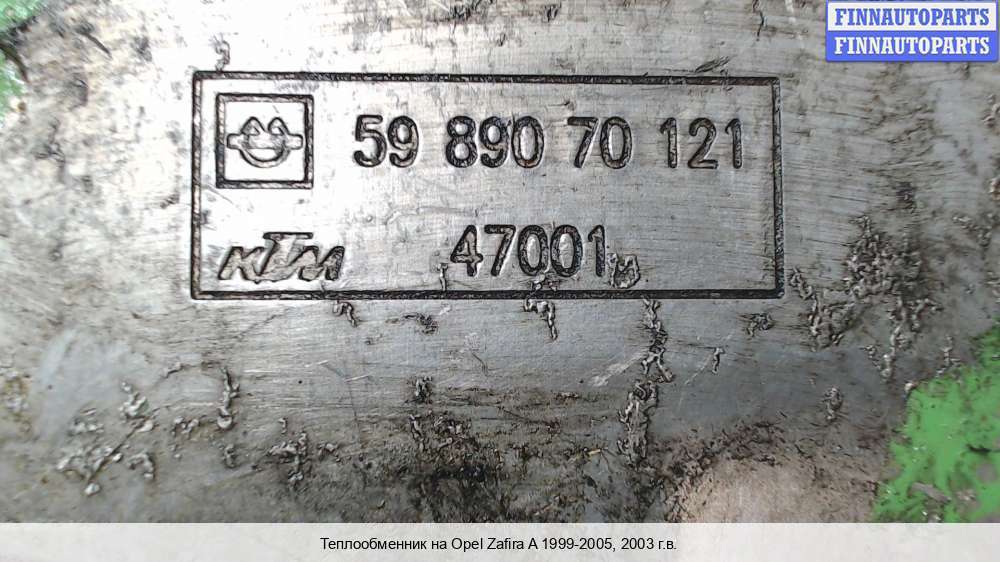 FINNAUTOPARTS
FINNAUTOPARTS
59 890 70 121
KTM 47001
Теплообменник на Opel Zafira A 1999-2005, 2003 г.в.